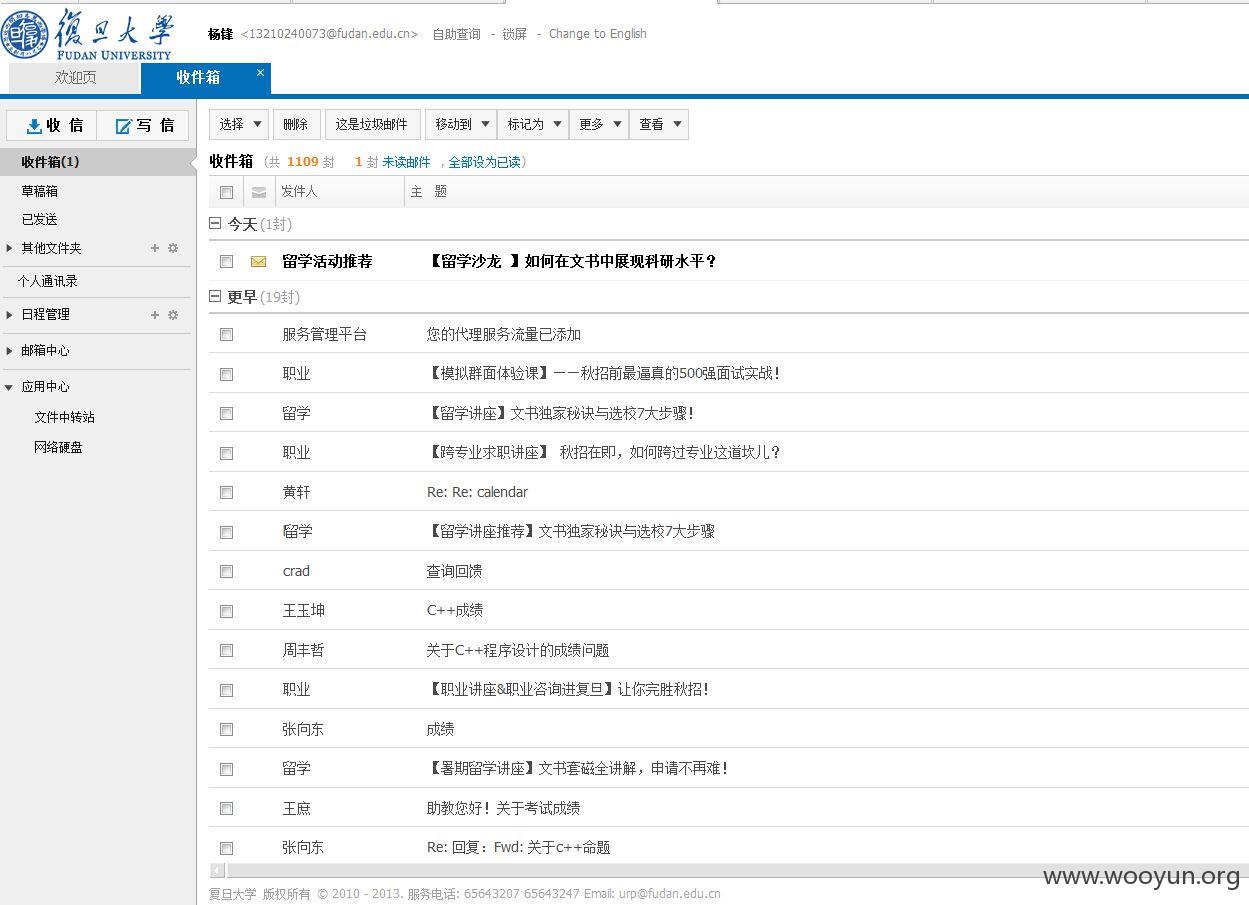 復旦大學
FUDAN UNIVERSITY
杨锋 <13210240073@fudan.edu.cn> 自助查询 - 锁屏 - Change to English
欢迎页 收件箱 ×
收 信 写 信
选择 删除 这是垃圾邮件 移动到 标记为 更多 查看
收件箱(1)
草稿箱
已发送
其他文件夹
个人通讯录
日程管理
邮箱中心
应用中心
文件中转站
网络硬盘
收件箱 (共 1109 封 1 封 未读邮件 ,全部设为已读)
发件人 主 题
今天(1封)
留学活动推荐 【留学沙龙 】如何在文书中展现科研水平?
更早(19封)
服务管理平台 您的代理服务流量已添加
职业 【模拟群面体验课】——秋招前最逼真的500强面试实战!
留学 【留学讲座】文书独家秘诀与选校7大步骤!
职业 【跨专业求职讲座】 秋招在即，如何跨过专业这道坎儿?
黄轩 Re: Re: calendar
留学 【留学讲座推荐】文书独家秘诀与选校7大步骤
crad 查询回馈
王玉坤 C++成绩
周丰哲 关于C++程序设计的成绩问题
职业 【职业讲座&职业咨询进复旦】让你完胜秋招!
张向东 成绩
留学 【暑期留学讲座】文书套磁全讲解，申请不再难!
王庶 助教您好! 关于考试成绩
张向东 Re: 回复: Fwd: 关于c++命题
复旦大学 版权所有 © 2010 - 2013. 服务电话: 65643207 65643247 Email: urp@fudan.edu.cn
www.wooyun.org